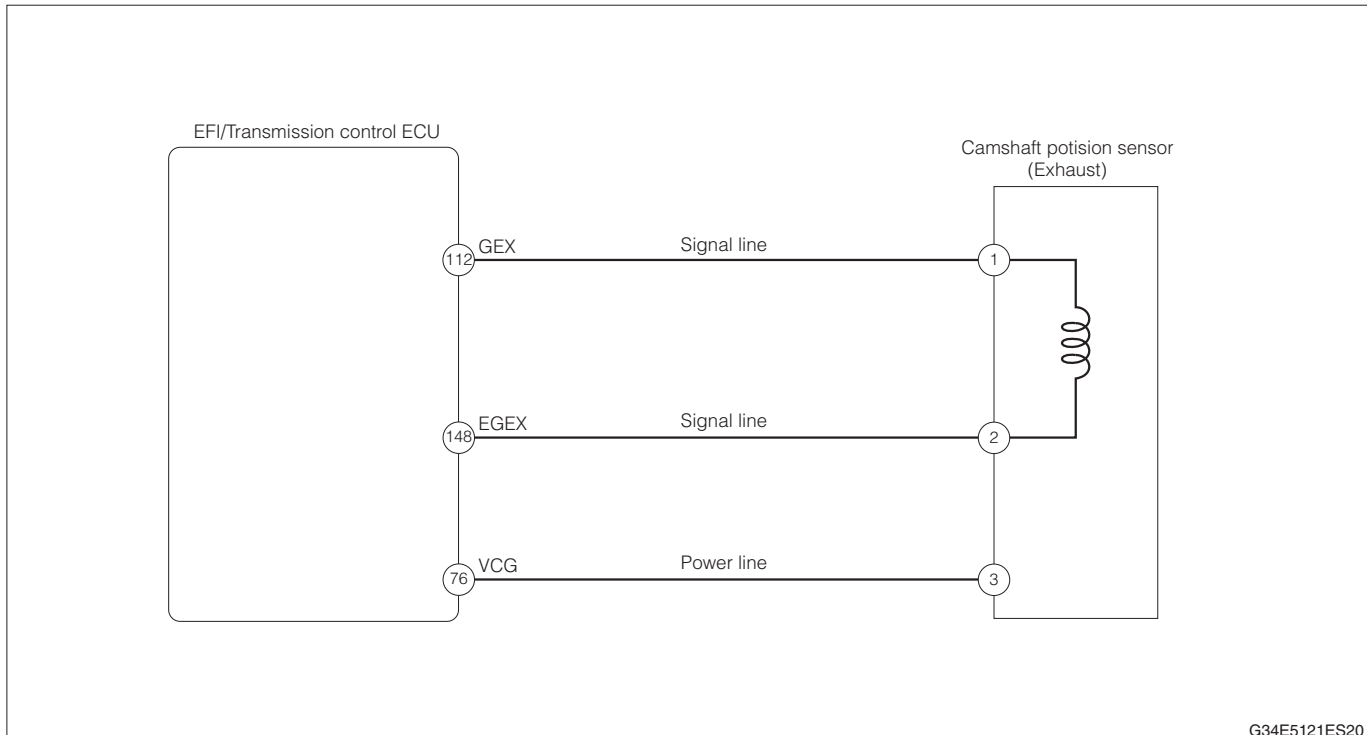 EFI/Transmission control ECU
Camshaft potision sensor
(Exhaust)
112 GEX Signal line 1
148 EGEX Signal line 2
76 VCG Power line 3
G34E5121ES20